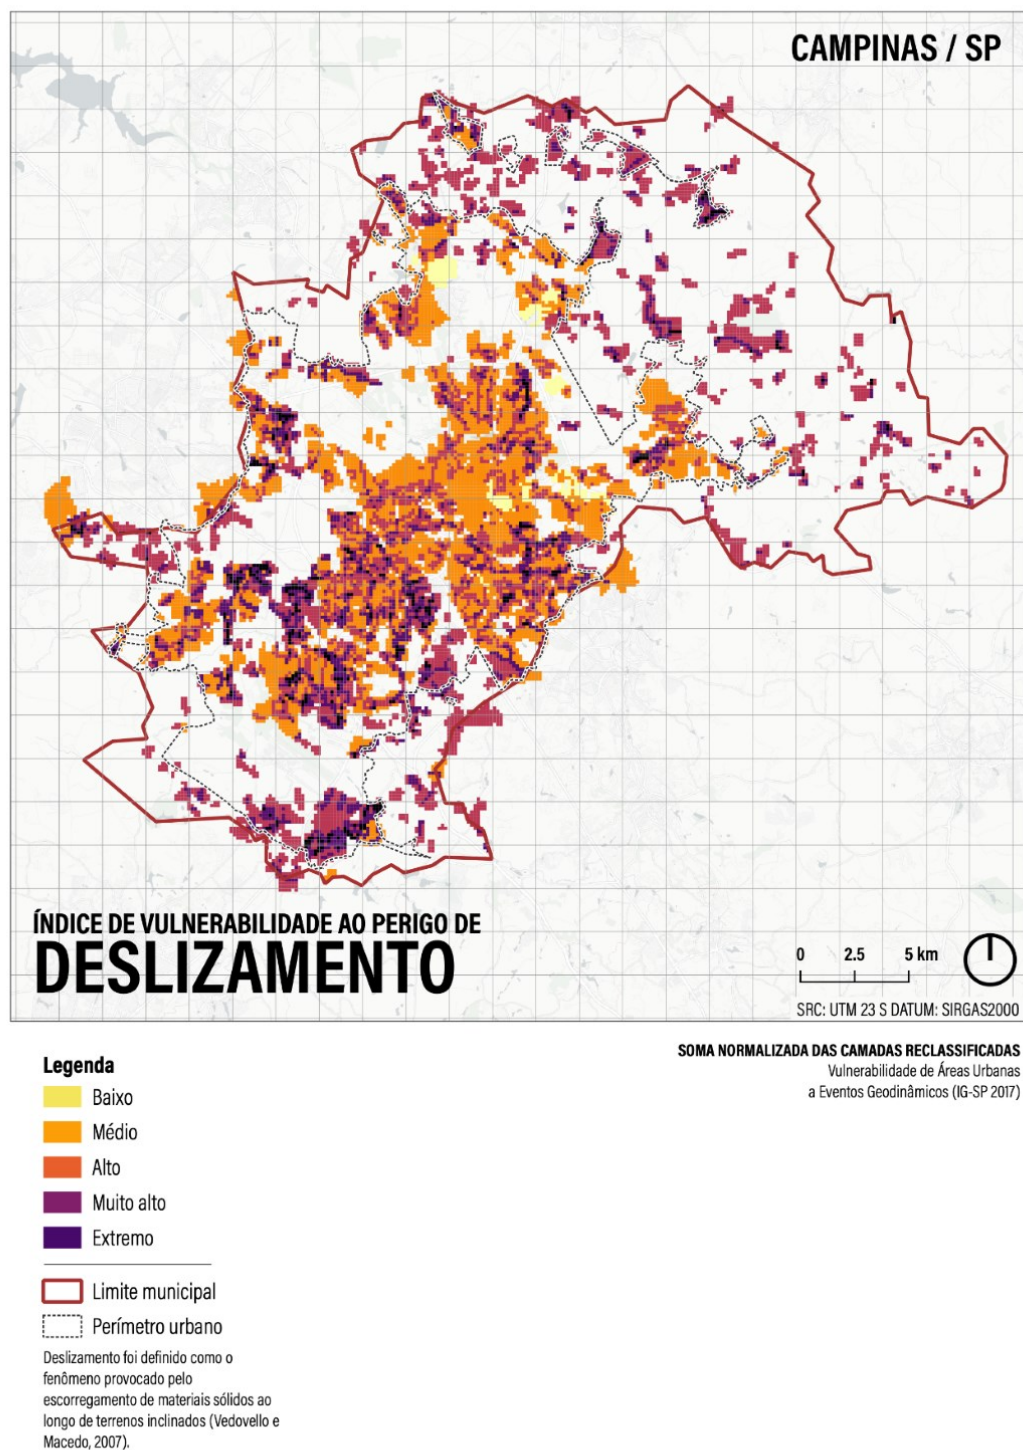 CAMPINAS / SP
ÍNDICE DE VULNERABILIDADE AO PERIGO DE
DESLIZAMENTO
0 2.5 5 km
SRC: UTM 23 S DATUM: SIRGAS2000
SOMA NORMALIZADA DAS CAMADAS RECLASSIFICADAS
Vulnerabilidade de Áreas Urbanas
a Eventos Geodinâmicos (IG-SP 2017)
Legenda
Baixo
Médio
Alto
Muito alto
Extremo
Limite municipal
Perímetro urbano
Deslizamento foi definido como o
fenômeno provocado pelo
escorregamento de materiais sólidos ao
longo de terrenos inclinados (Vedovello e
Macedo, 2007).